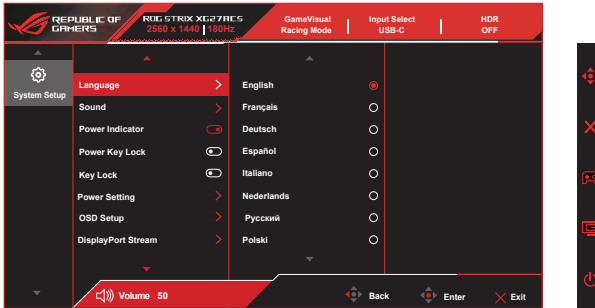 REPUBLIC OF
GAMERS
ROG STRIX XG27ACS
2560 x 1440 180Hz
GameVisual
Racing Mode
Input Select
USB-C
HDR
OFF
System Setup
Language
Sound
Power Indicator
Power Key Lock
Key Lock
Power Setting
OSD Setup
DisplayPort Stream
English
Français
Deutsch
Español
Italiano
Nederlands
Русский
Polski
Volume 50
Back
Enter
Exit